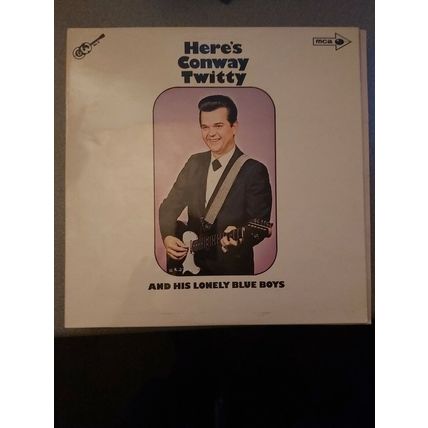 Here's
Conway
Twitty
mca
AND HIS LONELY BLUE BOYS